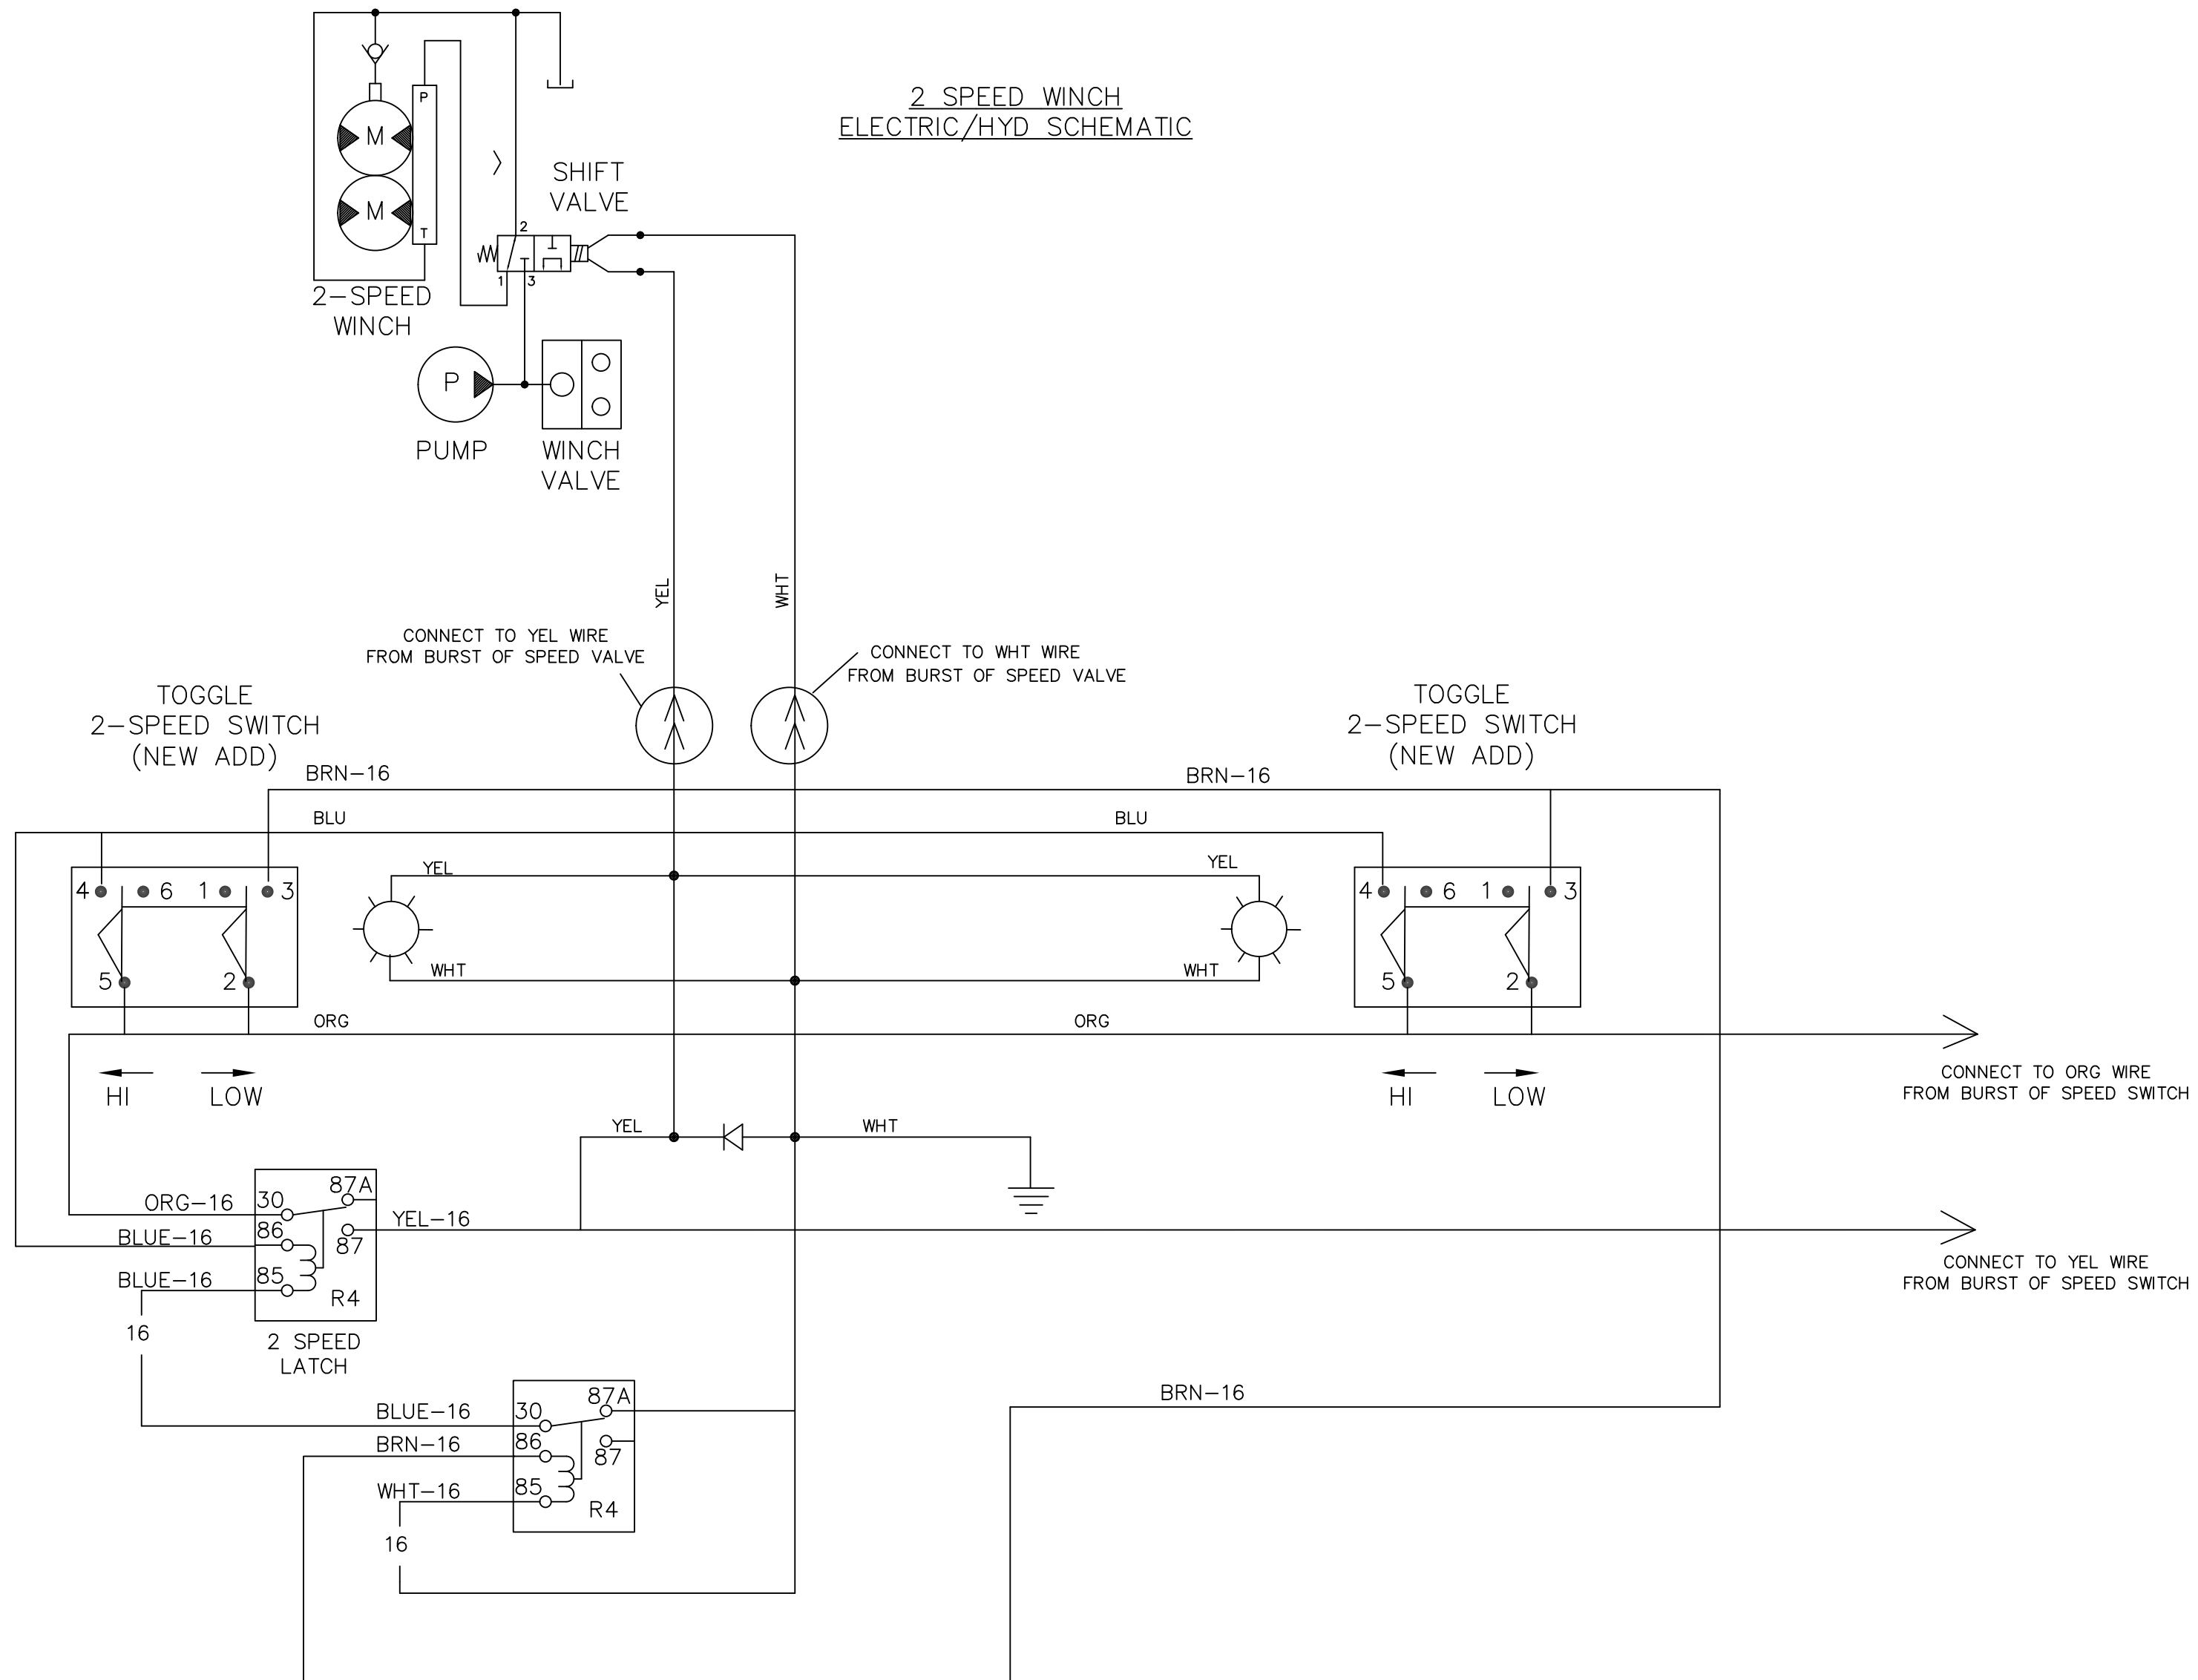 2 SPEED WINCH
ELECTRIC/HYD SCHEMATIC
P
M
M
T
SHIFT
VALVE
2
1
3
2-SPEED
WINCH
P
PUMP
WINCH
VALVE
YEL
WHT
CONNECT TO YEL WIRE
FROM BURST OF SPEED VALVE
CONNECT TO WHT WIRE
FROM BURST OF SPEED VALVE
TOGGLE
2-SPEED SWITCH
(NEW ADD)
TOGGLE
2-SPEED SWITCH
(NEW ADD)
BRN-16
BRN-16
BLU
BLU
YEL
YEL
4 6 1 3
4 6 1 3
5 2
5 2
WHT
WHT
ORG
ORG
HI LOW
HI LOW
CONNECT TO ORG WIRE
FROM BURST OF SPEED SWITCH
YEL
WHT
ORG-16
30
87A
BLUE-16
86
87
YEL-16
BLUE-16
85
R4
16
2 SPEED
LATCH
CONNECT TO YEL WIRE
FROM BURST OF SPEED SWITCH
BRN-16
BLUE-16
30
87A
BRN-16
86
87
WHT-16
85
R4
16